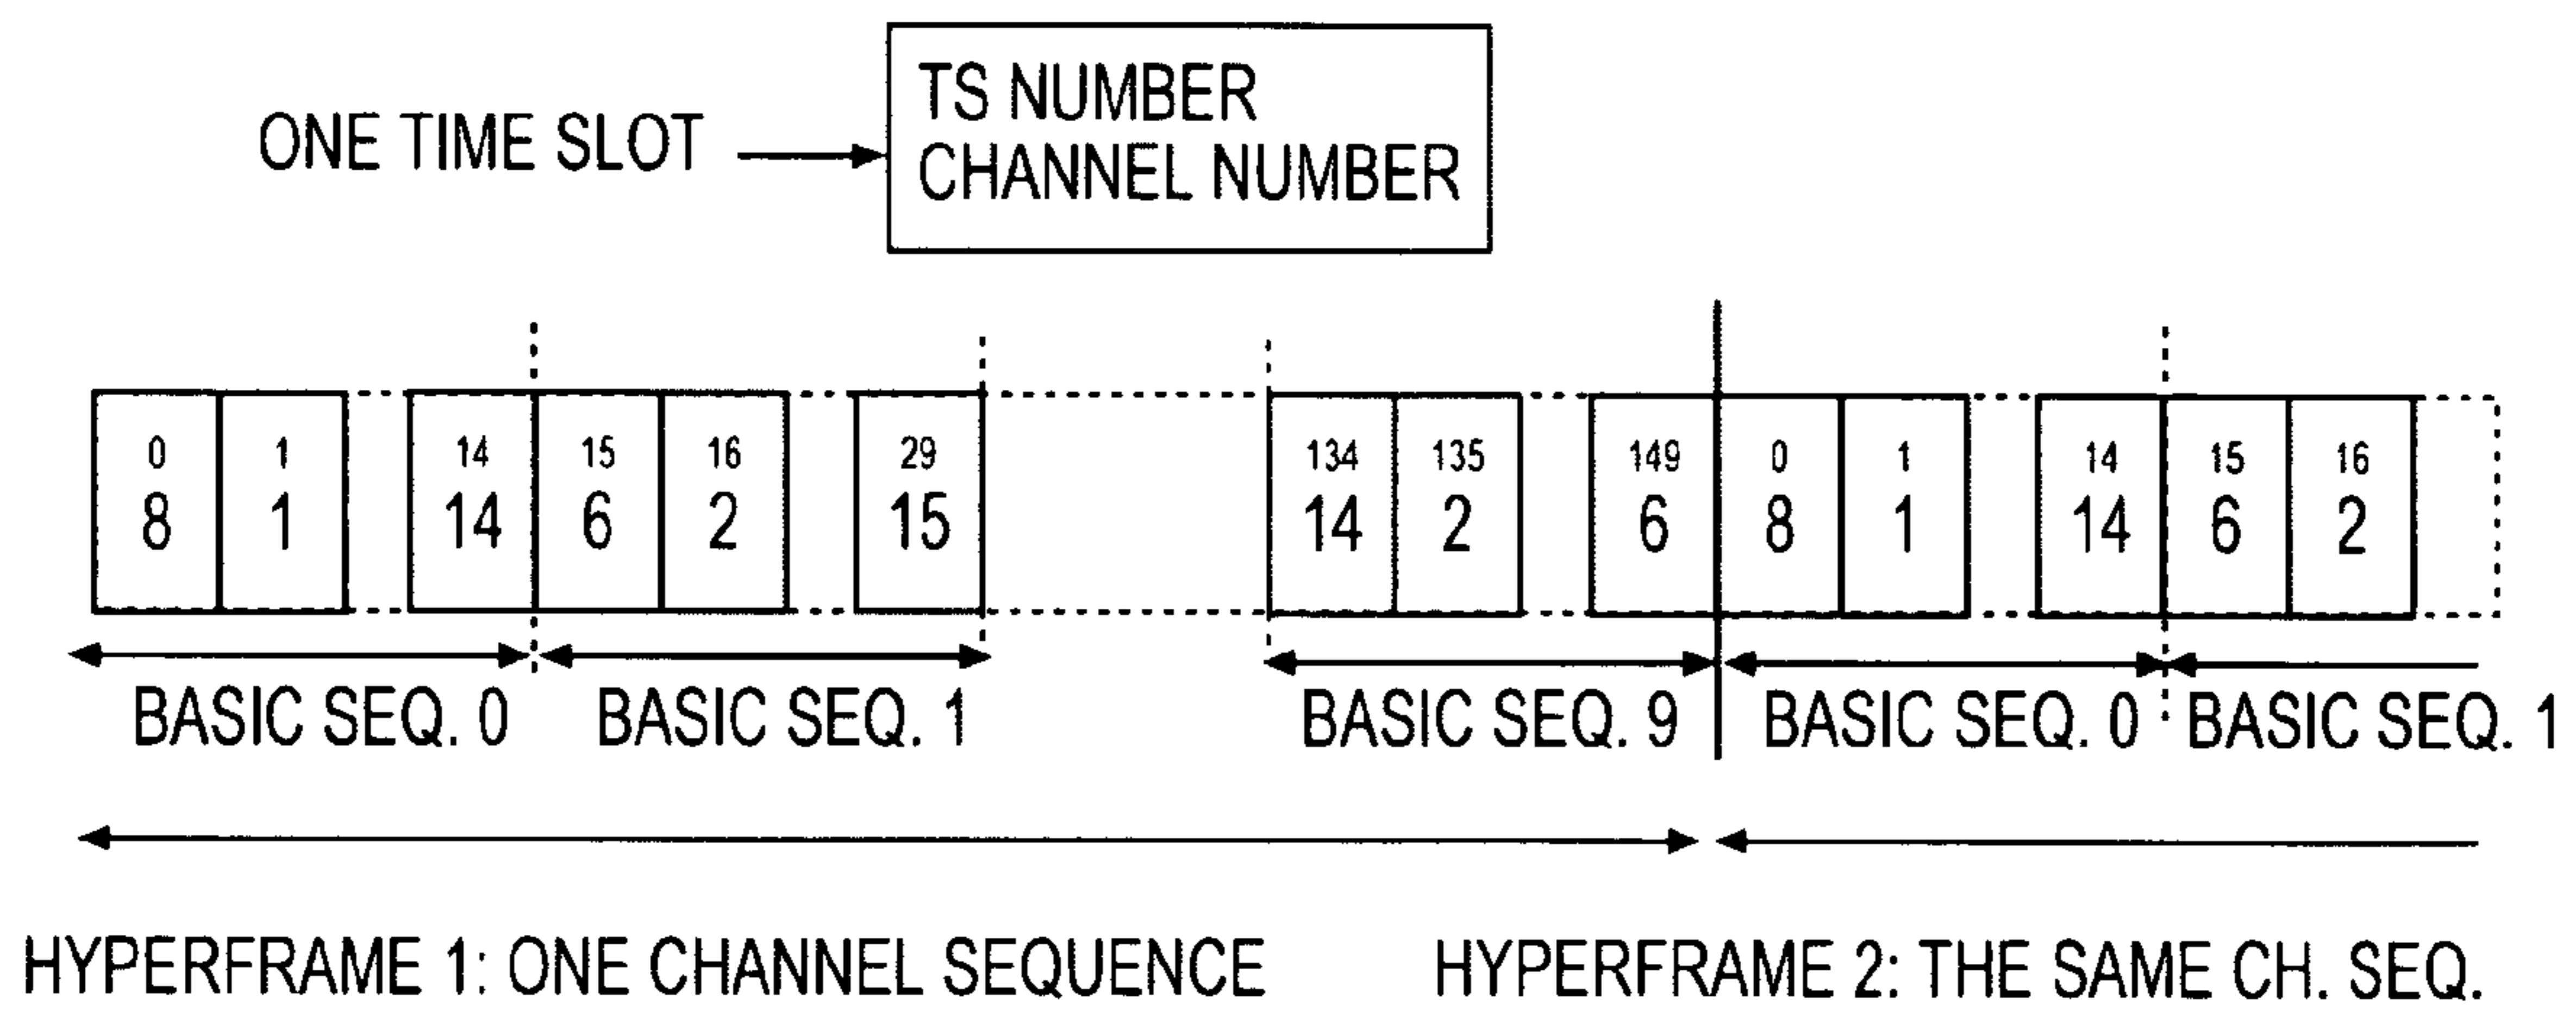 TS NUMBER
ONE TIME SLOT
CHANNEL NUMBER
0 1 14 15 16 29 134 135 149 0 1 14 15 16
8 1 14 6 2 15 14 2 6 8 1 14 6 2
BASIC SEQ. 0 BASIC SEQ. 1 BASIC SEQ. 9 BASIC SEQ. 0 BASIC SEQ. 1
HYPERFRAME 1: ONE CHANNEL SEQUENCE HYPERFRAME 2: THE SAME CH. SEQ.